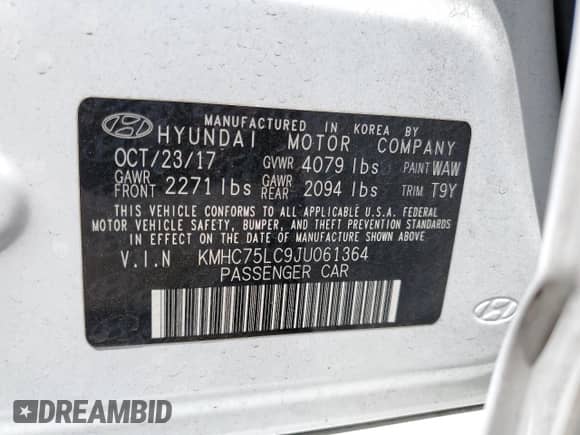 MANUFACTURED IN KOREA BY
HYUNDAI MOTOR COMPANY
OCT/23/17 GVWR 4079 lbs PAINT WAW
GAWR FRONT 2271 lbs GAWR REAR 2094 lbs TRIM T9Y
THIS VEHICLE CONFORMS TO ALL APPLICABLE U.S.A. FEDERAL
MOTOR VEHICLE SAFETY, BUMPER, AND THEFT PREVENTION
STANDARDS IN EFFECT ON THE DATE OF MANUFACTURE SHOWN ABOVE.
V.I.N KMHC75LC9JU061364
PASSENGER CAR
DREAMBID